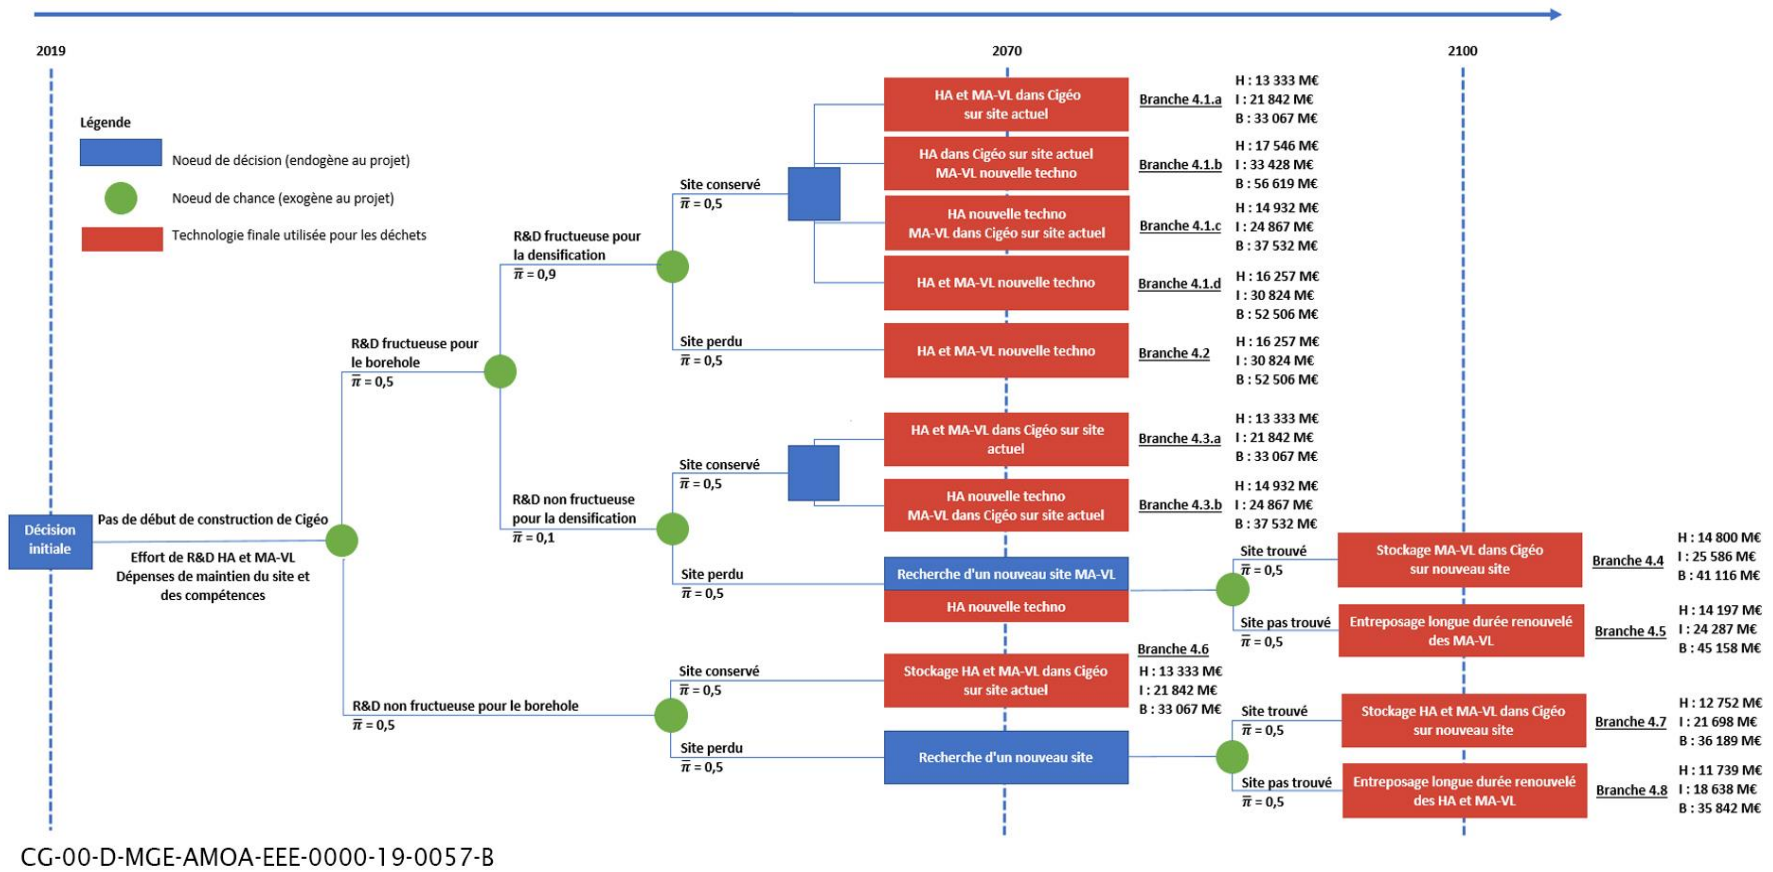 2019
2070
2100
Légende
Noeud de décision (endogène au projet)
Noeud de chance (exogène au projet)
Technologie finale utilisée pour les déchets
Décision
initiale
Pas de début de construction de Cigéo
Effort de R&D HA et MA-VL
Dépenses de maintien du site et
des compétences
R&D fructueuse pour
le borehole
π̅ = 0,5
R&D fructueuse pour
la densification
π̅ = 0,9
Site conservé
π̅ = 0,5
HA et MA-VL dans Cigéo
sur site actuel
Branche 4.1.a
H : 13 333 M€
I : 21 842 M€
B : 33 067 M€
HA dans Cigéo sur site actuel
MA-VL nouvelle techno
Branche 4.1.b
H : 17 546 M€
I : 33 428 M€
B : 56 619 M€
HA nouvelle techno
MA-VL dans Cigéo sur site actuel
Branche 4.1.c
H : 14 932 M€
I : 24 867 M€
B : 37 532 M€
HA et MA-VL nouvelle techno
Branche 4.1.d
H : 16 257 M€
I : 30 824 M€
B : 52 506 M€
Site perdu
π̅ = 0,5
HA et MA-VL nouvelle techno
Branche 4.2
H : 16 257 M€
I : 30 824 M€
B : 52 506 M€
R&D non fructueuse
pour la densification
π̅ = 0,1
Site conservé
π̅ = 0,5
HA et MA-VL dans Cigéo sur site
actuel
Branche 4.3.a
H : 13 333 M€
I : 21 842 M€
B : 33 067 M€
HA nouvelle techno
MA-VL dans Cigéo sur site actuel
Branche 4.3.b
H : 14 932 M€
I : 24 867 M€
B : 37 532 M€
Site perdu
π̅ = 0,5
Recherche d'un nouveau site MA-VL
HA nouvelle techno
Site trouvé
π̅ = 0,5
Stockage MA-VL dans Cigéo
sur nouveau site
Branche 4.4
H : 14 800 M€
I : 25 586 M€
B : 41 116 M€
Site pas trouvé
π̅ = 0,5
Entreposage longue durée renouvelé
des MA-VL
Branche 4.5
H : 14 197 M€
I : 24 287 M€
B : 45 158 M€
R&D non fructueuse pour le borehole
π̅ = 0,5
Site conservé
π̅ = 0,5
Stockage HA et MA-VL dans Cigéo
sur site actuel
Branche 4.6
H : 13 333 M€
I : 21 842 M€
B : 33 067 M€
Site perdu
π̅ = 0,5
Recherche d'un nouveau site
Site trouvé
π̅ = 0,5
Stockage HA et MA-VL dans Cigéo
sur nouveau site
Branche 4.7
H : 12 752 M€
I : 21 698 M€
B : 36 189 M€
Site pas trouvé
π̅ = 0,5
Entreposage longue durée renouvelé
des HA et MA-VL
Branche 4.8
H : 11 739 M€
I : 18 638 M€
B : 35 842 M€
CG-00-D-MGE-AMOA-EEE-0000-19-0057-B